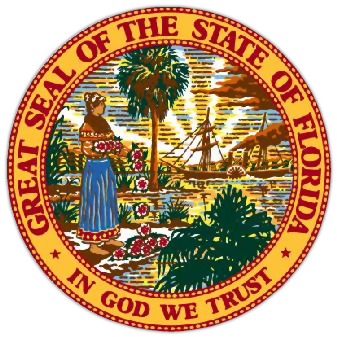 GREAT SEAL OF THE STATE OF FLORIDA
IN GOD WE TRUST